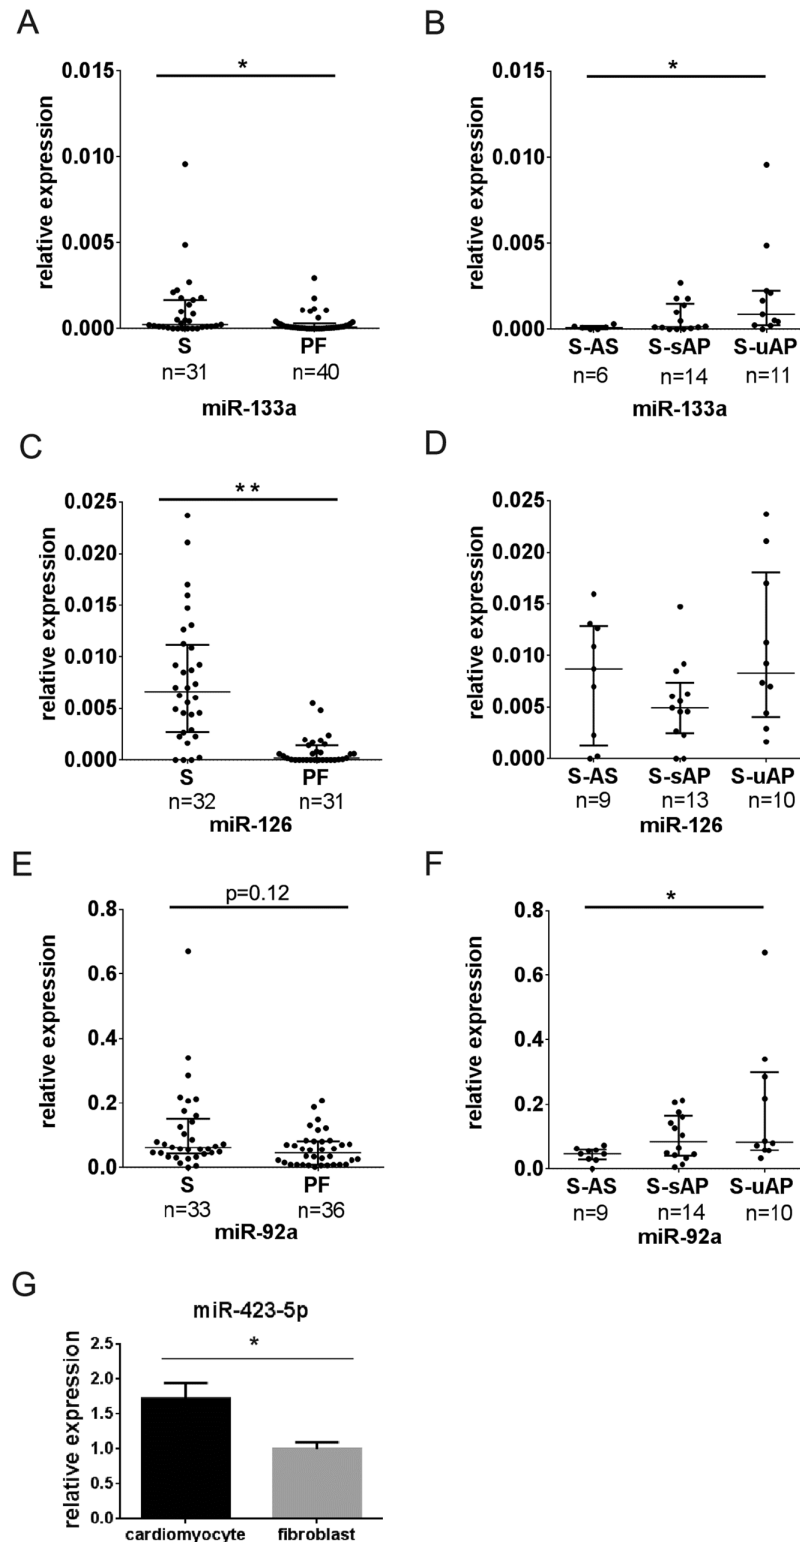 A
relative expression
0.015
0.010
0.005
0.000
*
S PF
n=31 n=40
miR-133a
B
relative expression
0.015
0.010
0.005
0.000
*
S-AS S-sAP S-uAP
n=6 n=14 n=11
miR-133a
C
relative expression
0.025
0.020
0.015
0.010
0.005
0.000
**
S PF
n=32 n=31
miR-126
D
relative expression
0.025
0.020
0.015
0.010
0.005
0.000
S-AS S-sAP S-uAP
n=9 n=13 n=10
miR-126
E
relative expression
0.8
0.6
0.4
0.2
0.0
p=0.12
S PF
n=33 n=36
miR-92a
F
relative expression
0.8
0.6
0.4
0.2
0.0
*
S-AS S-sAP S-uAP
n=9 n=14 n=10
miR-92a
G
miR-423-5p
relative expression
2.5
2.0
1.5
1.0
0.5
0.0
*
cardiomyocyte fibroblast